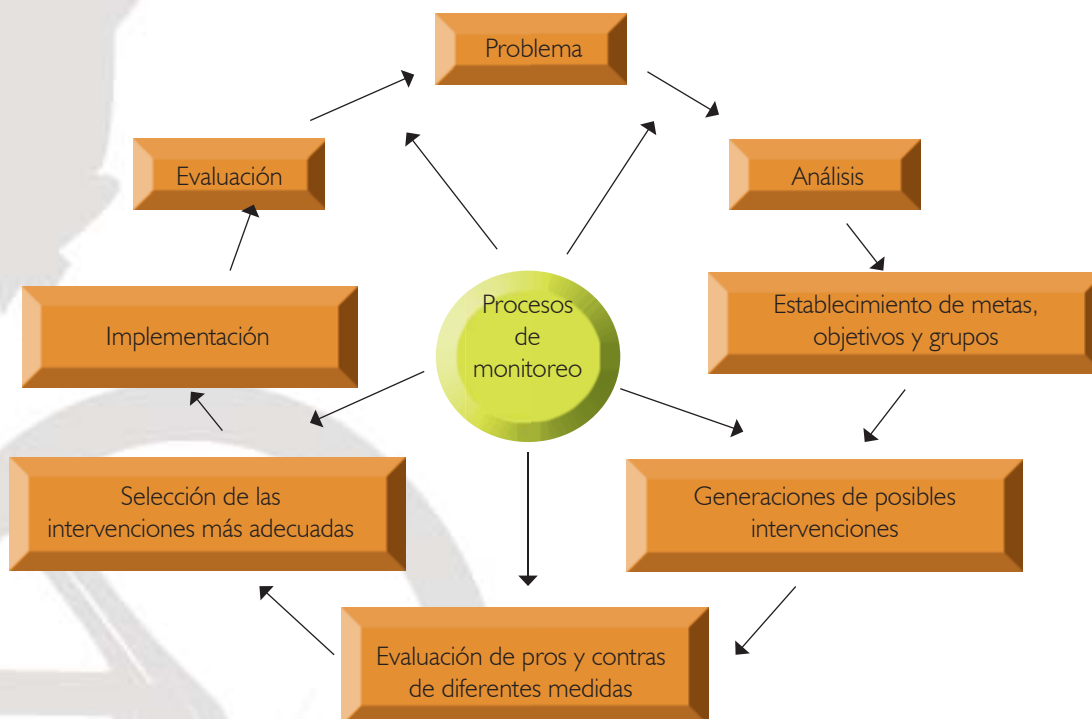 Problema
Evaluación
Análisis
Procesos
de
monitoreo
Establecimiento de metas,
objetivos y grupos
Implementación
Selección de las
intervenciones más adecuadas
Generaciones de posibles
intervenciones
Evaluación de pros y contras
de diferentes medidas